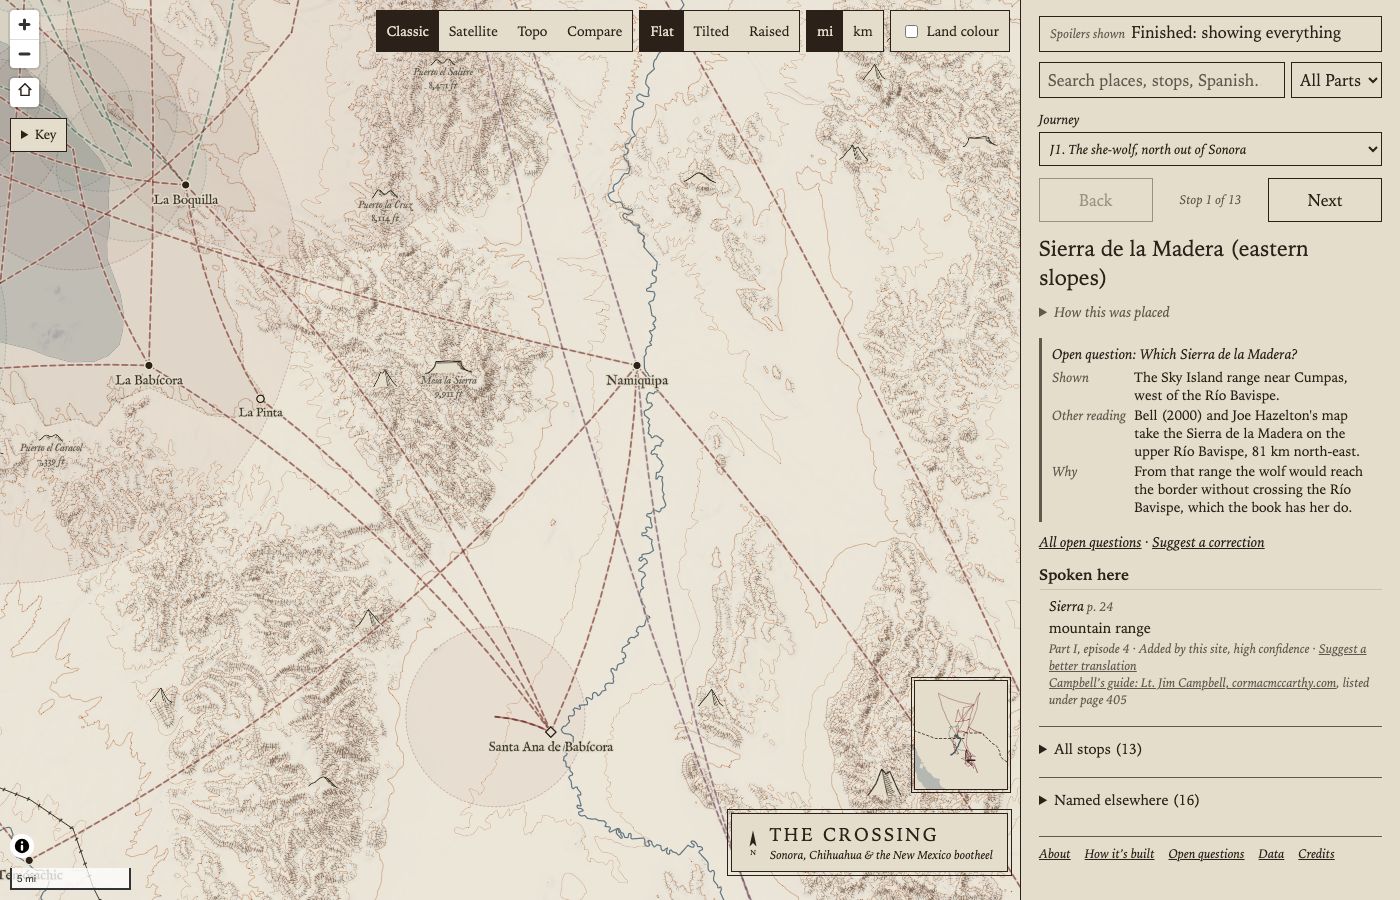 +
−
Key
Classic
Satellite
Topo
Compare
Flat
Tilted
Raised
mi
km
Land colour
Puerto el Salitre
La Boquilla
Puerto la Cruz
8,114 ft
La Babícora
La Pinta
Mesa la Sierra
9,911 ft
Namiquipa
Puerto el Caracol
Santa Ana de Babícora
5 mi
N
THE CROSSING
Sonora, Chihuahua & the New Mexico bootheel
Spoilers shown Finished: showing everything
Search places, stops, Spanish.
All Parts
Journey
J1. The she-wolf, north out of Sonora
Back
Stop 1 of 13
Next
Sierra de la Madera (eastern
slopes)
How this was placed
Open question: Which Sierra de la Madera?
Shown The Sky Island range near Cumpas,
west of the Río Bavispe.
Other reading Bell (2000) and Joe Hazelton's map
take the Sierra de la Madera on the
upper Río Bavispe, 81 km north-east.
Why From that range the wolf would reach
the border without crossing the Río
Bavispe, which the book has her do.
All open questions · Suggest a correction
Spoken here
Sierra p. 24
mountain range
Part I, episode 4 · Added by this site, high confidence · Suggest a
better translation
Campbell's guide: Lt. Jim Campbell, cormacmccarthy.com, listed
under page 405
All stops (13)
Named elsewhere (16)
About
How it's built
Open questions
Data
Credits